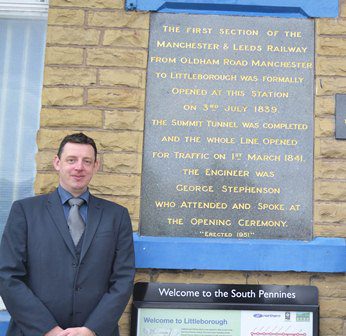 The First Section of the
Manchester & Leeds Railway
from Oldham Road Manchester
to Littleborough was formally
Opened at this Station
on 3rd July 1839.
The Summit Tunnel was completed
and the whole Line Opened
for Traffic on 1st March 1841.
The Engineer was
George Stephenson
who Attended and Spoke at
the Opening Ceremony.
"Erected 1951"
Welcome to the South Pennines
Welcome to Littleborough
northern